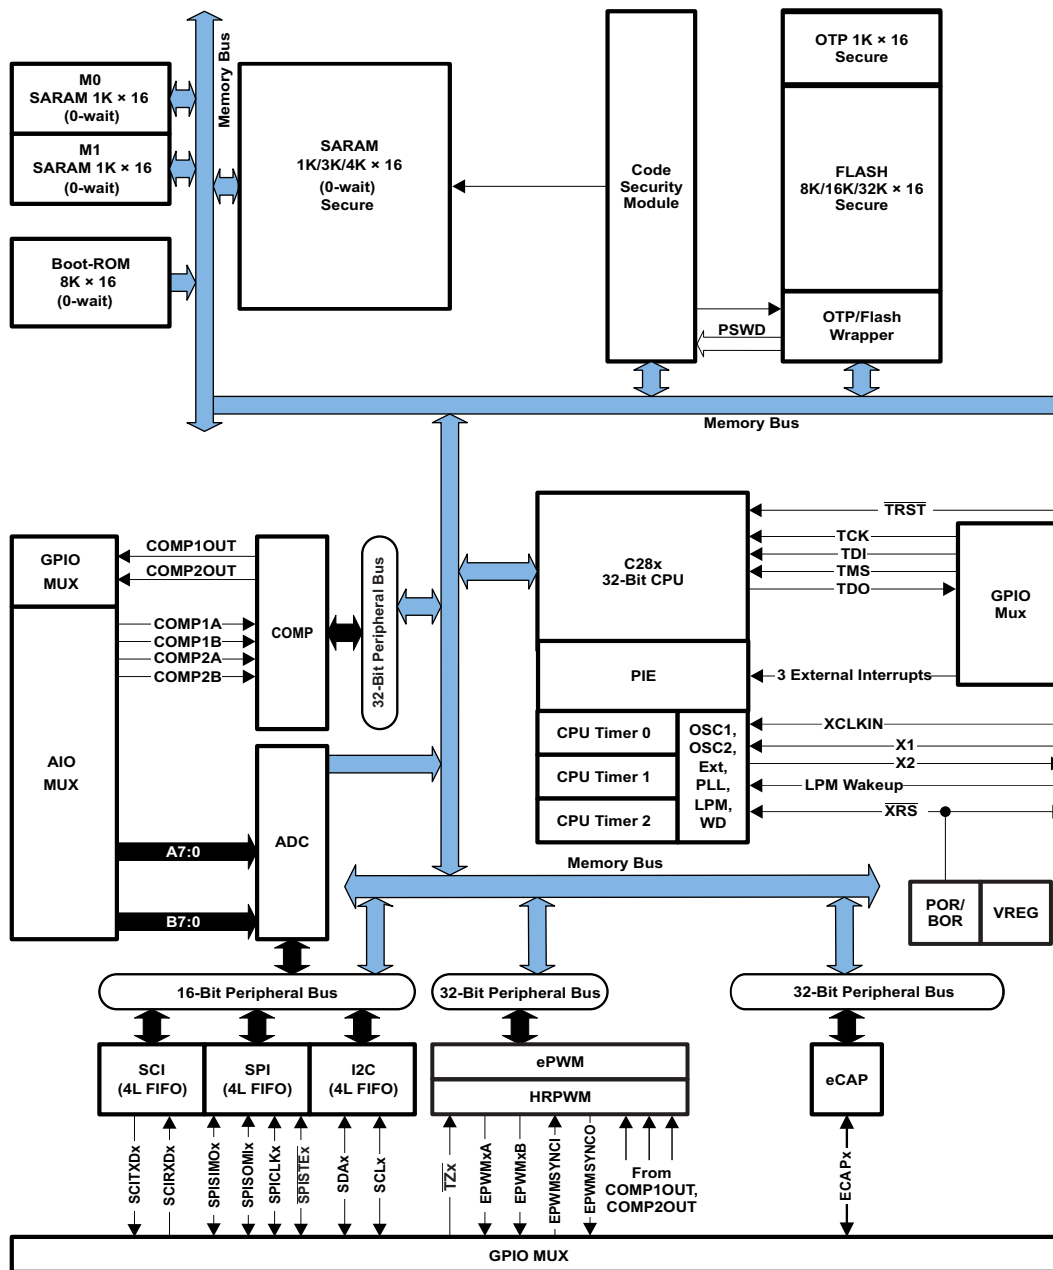 Memory Bus
M0
SARAM 1K × 16
(0-wait)
M1
SARAM 1K × 16
(0-wait)
Boot-ROM
8K × 16
(0-wait)
SARAM
1K/3K/4K × 16
(0-wait)
Secure
Code
Security
Module
OTP 1K × 16
Secure
FLASH
8K/16K/32K × 16
Secure
OTP/Flash
Wrapper
PSWD
Memory Bus
GPIO
MUX
AIO
MUX
COMP1OUT
COMP2OUT
COMP1A
COMP1B
COMP2A
COMP2B
COMP
32-Bit Peripheral Bus
A7:0
B7:0
ADC
C28x
32-Bit CPU
PIE
CPU Timer 0
CPU Timer 1
CPU Timer 2
OSC1,
OSC2,
Ext,
PLL,
LPM,
WD
TRST
TCK
TDI
TMS
TDO
GPIO
Mux
3 External Interrupts
XCLKIN
X1
X2
LPM Wakeup
XRS
POR/
BOR
VREG
Memory Bus
16-Bit Peripheral Bus
32-Bit Peripheral Bus
32-Bit Peripheral Bus
SCI
(4L FIFO)
SPI
(4L FIFO)
I2C
(4L FIFO)
ePWM
HRPWM
eCAP
SCITXDx
SCIRXDx
SPISIMOx
SPISOMIx
SPICLKx
SPISTEx
SDAx
SCLx
TZx
EPWMxA
EPWMxB
EPWMSYNCI
EPWMSYNCO
From
COMP1OUT,
COMP2OUT
ECAPx
GPIO MUX